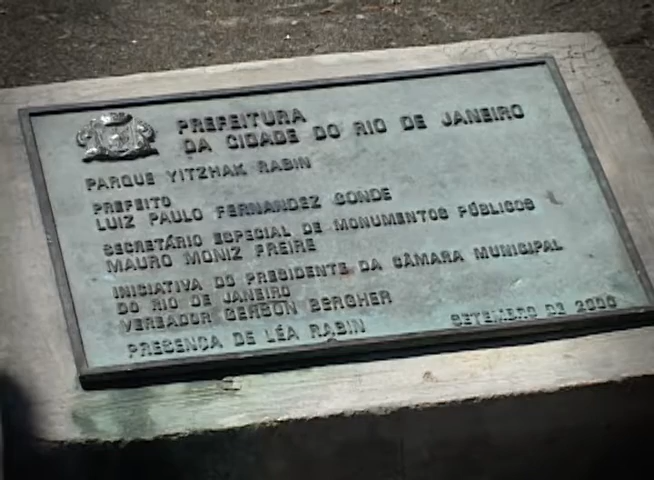 PREFEITURA
DA CIDADE DO RIO DE JANEIRO
PARQUE YITZHAK RABIN
PREFEITO
LUIZ PAULO FERNANDEZ CONDE
SECRETÁRIO ESPECIAL DE MONUMENTOS PÚBLICOS
MAURO MONIZ FREIRE
INICIATIVA DO PRESIDENTE DA CÂMARA MUNICIPAL
DO RIO DE JANEIRO
VEREADOR GERSON BERGHER
PRESENÇA DE LÉA RABIN
SETEMBRO DE 2000